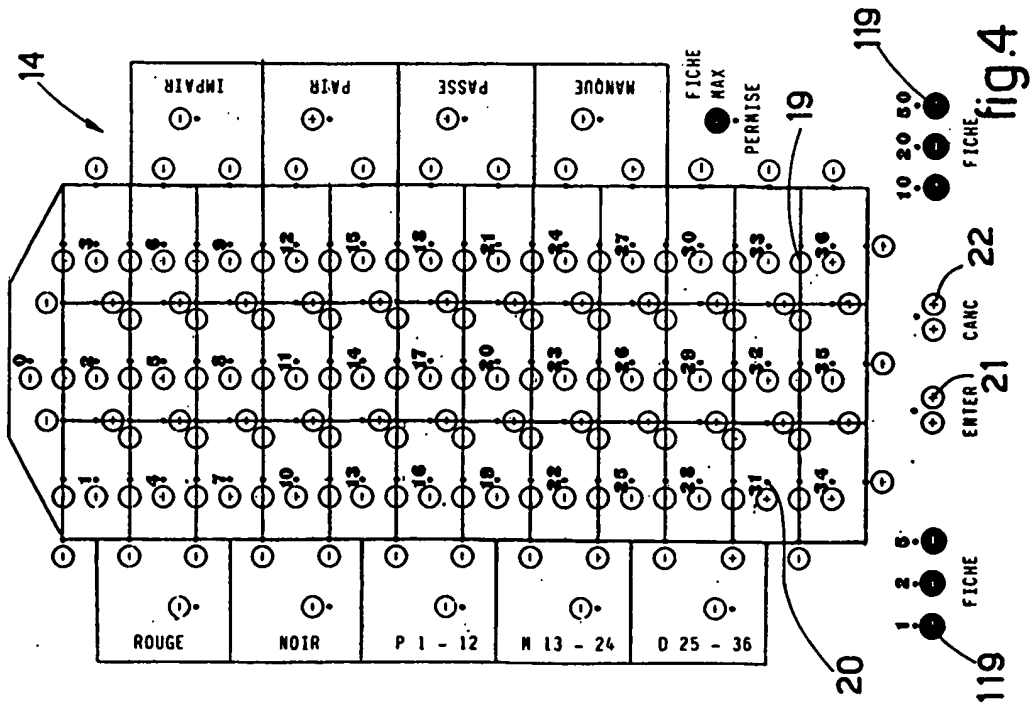 14
0
1 2 3
4 5 6
7 8 9
10 11 12
13 14 15
16 17 18
19 20 21
22 23 24
25 26 27
28 29 30
31 32 33
34 35 36
ROUGE
NOIR
P 1 - 12
M 13 - 24
D 25 - 36
IMPAIR
PAIR
PASSE
MANQUE
FICHE
MAX
PERMISE
19
20
1 2 5
FICHE
119
ENTER
21
CANC
22
10 20 50
FICHE
119
fig.4